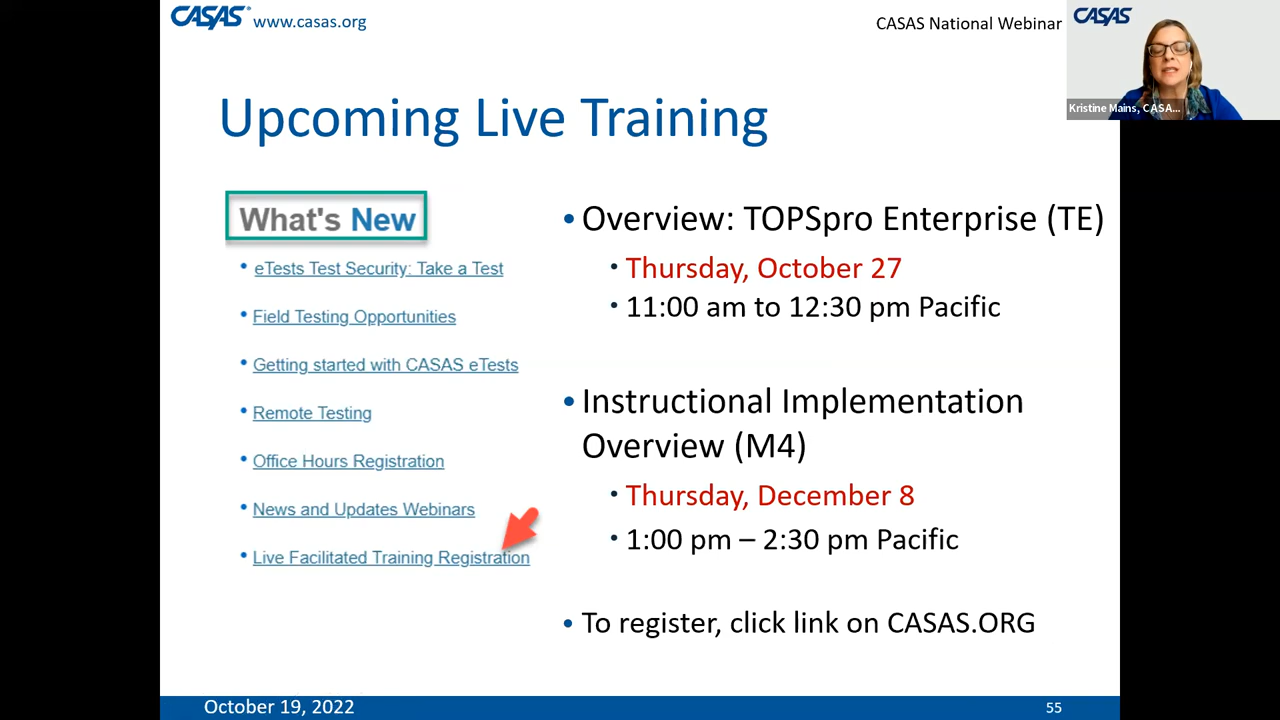 CASAS® www.casas.org
CASAS National Webinar
CASAS
Kristine Mains, CASA...
Upcoming Live Training
What's New
• eTests Test Security: Take a Test
• Field Testing Opportunities
• Getting started with CASAS eTests
• Remote Testing
• Office Hours Registration
• News and Updates Webinars
• Live Facilitated Training Registration
• Overview: TOPSpro Enterprise (TE)
• Thursday, October 27
• 11:00 am to 12:30 pm Pacific
• Instructional Implementation
Overview (M4)
• Thursday, December 8
• 1:00 pm – 2:30 pm Pacific
• To register, click link on CASAS.ORG
October 19, 2022
55